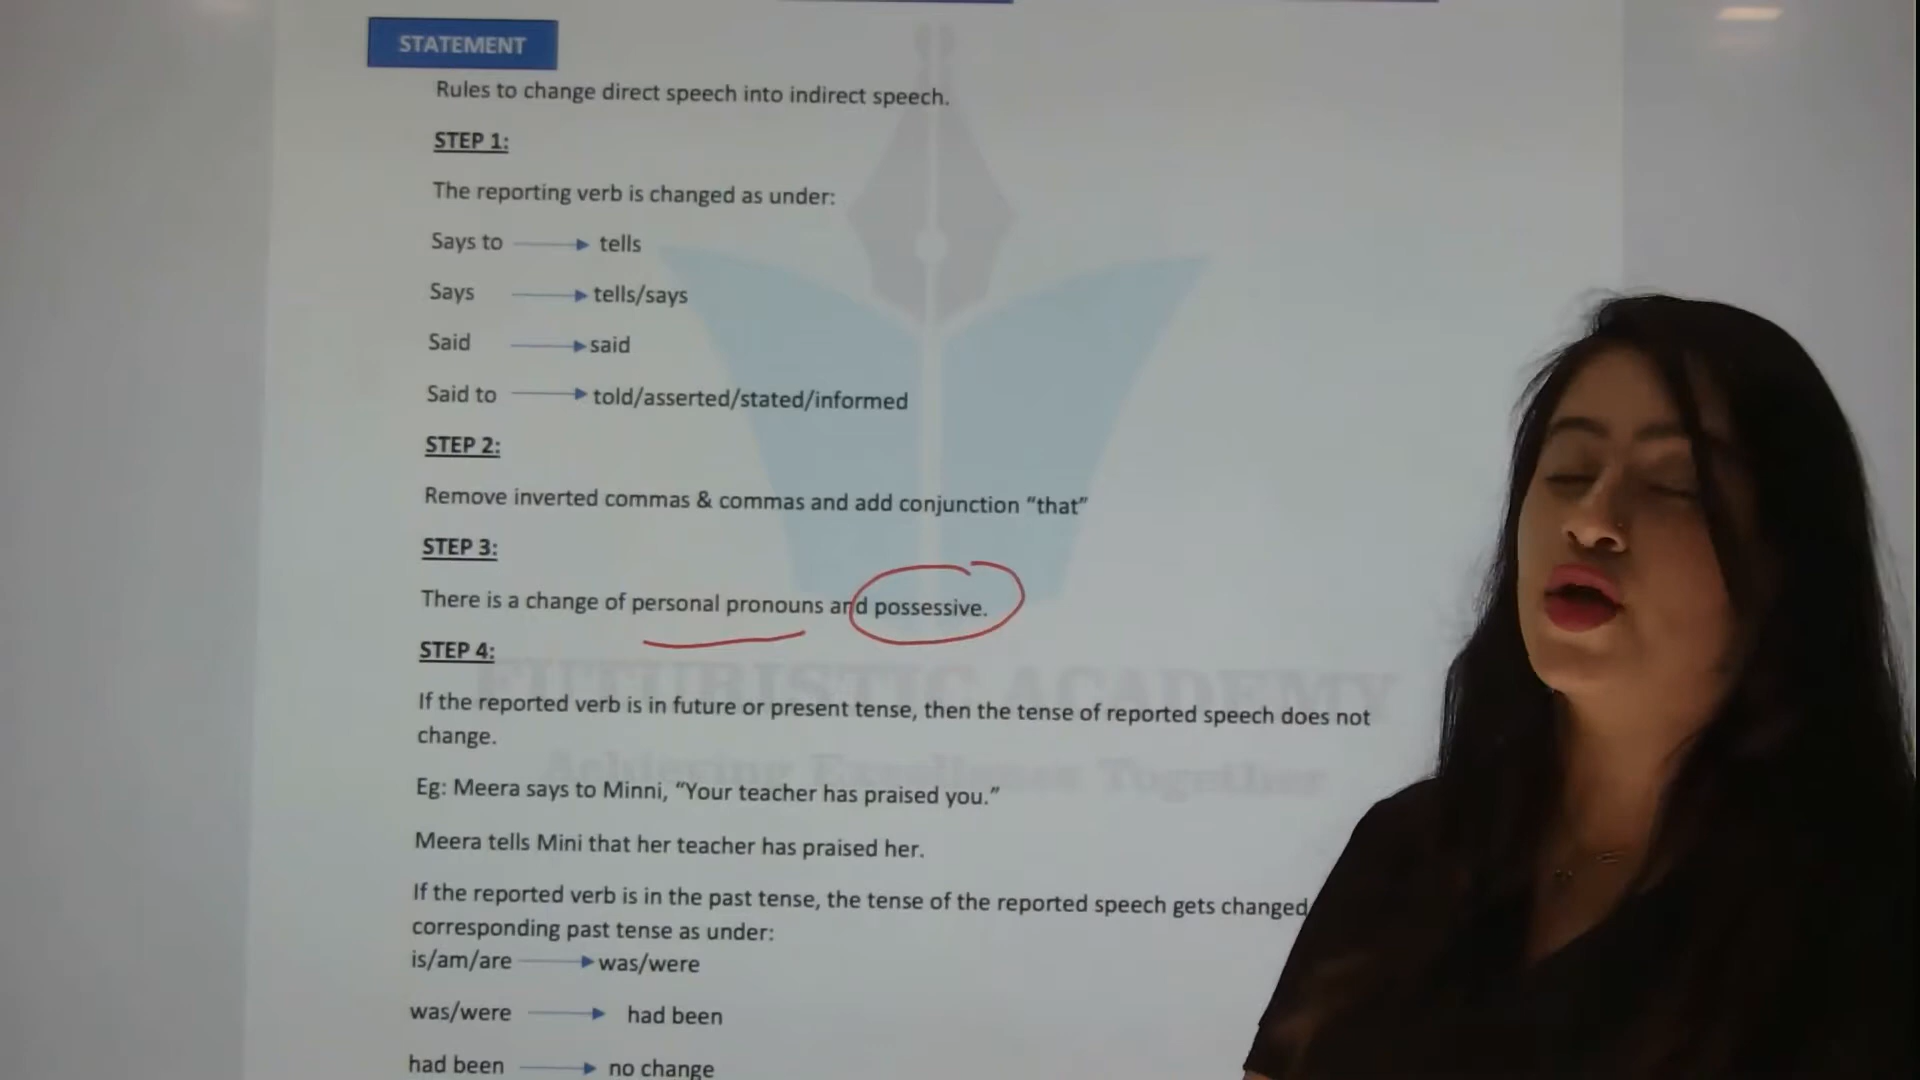 STATEMENT
Rules to change direct speech into indirect speech.
STEP 1:
The reporting verb is changed as under:
Says to → tells
Says → tells/says
Said → said
Said to → told/asserted/stated/informed
STEP 2:
Remove inverted commas & commas and add conjunction “that”
STEP 3:
There is a change of personal pronouns and possessive.
STEP 4:
FUTURISTIC ACADEMY
If the reported verb is in future or present tense, then the tense of reported speech does not
change.
Achieving Excellence Together
Eg: Meera says to Minni, “Your teacher has praised you.”
Meera tells Mini that her teacher has praised her.
If the reported verb is in the past tense, the tense of the reported speech gets changed
corresponding past tense as under:
is/am/are → was/were
was/were → had been
had been → no change